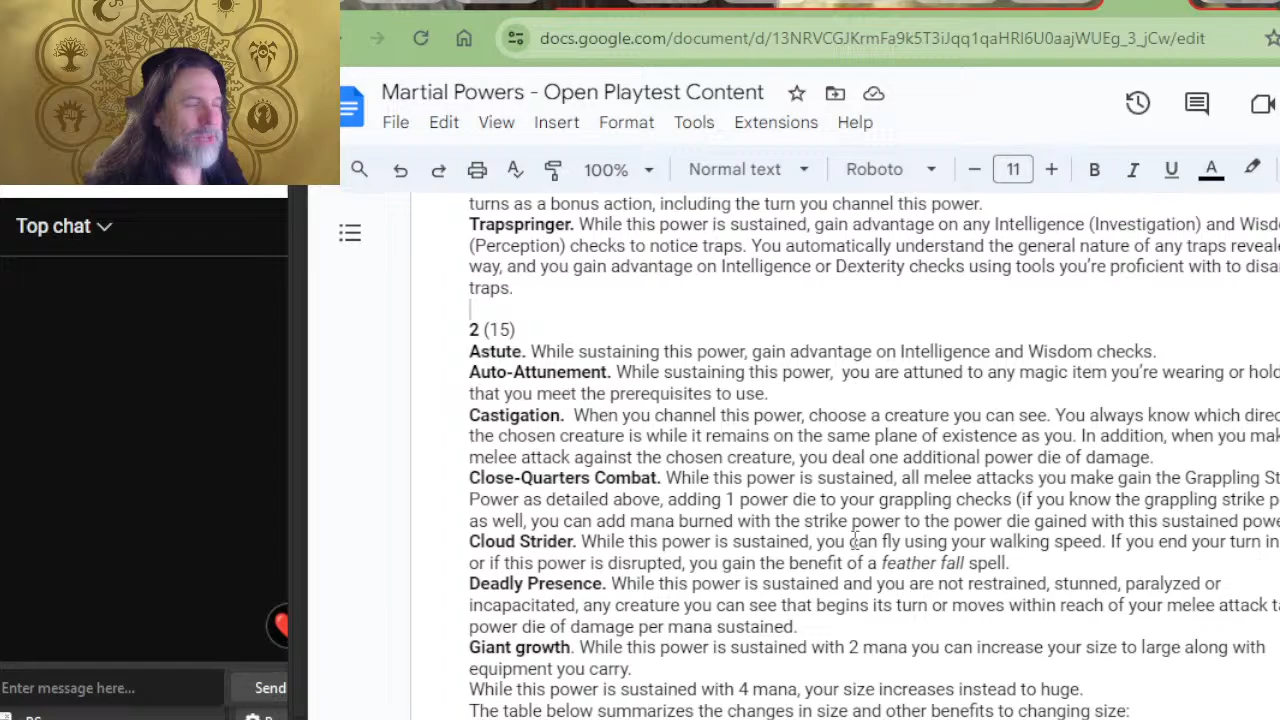 docs.google.com/document/d/13NRVCGJKrmFa9k5T3iJqq1qaHRl6U0aajWUEg_3_jCw/edit
Martial Powers - Open Playtest Content
File Edit View Insert Format Tools Extensions Help
100% Normal text Roboto 11 B I U A
Top chat
turns as a bonus action, including the turn you channel this power.
Trapspringer. While this power is sustained, gain advantage on any Intelligence (Investigation) and
(Perception) checks to notice traps. You automatically understand the general nature of any traps
way, and you gain advantage on Intelligence or Dexterity checks using tools you're proficient with to
traps.
2 (15)
Astute. While sustaining this power, gain advantage on Intelligence and Wisdom checks.
Auto-Attunement. While sustaining this power, you are attuned to any magic item you're wearing or
that you meet the prerequisites to use.
Castigation. When you channel this power, choose a creature you can see. You always know which
the chosen creature is while it remains on the same plane of existence as you. In addition, when you
melee attack against the chosen creature, you deal one additional power die of damage.
Close-Quarters Combat. While this power is sustained, all melee attacks you make gain the Grappling
Power as detailed above, adding 1 power die to your grappling checks (if you know the grappling strike
as well, you can add mana burned with the strike power to the power die gained with this sustained
Cloud Strider. While this power is sustained, you can fly using your walking speed. If you end your turn in
or if this power is disrupted, you gain the benefit of a feather fall spell.
Deadly Presence. While this power is sustained and you are not restrained, stunned, paralyzed or
incapacitated, any creature you can see that begins its turn or moves within reach of your melee attack
power die of damage per mana sustained.
Giant growth. While this power is sustained with 2 mana you can increase your size to large along with
equipment you carry.
While this power is sustained with 4 mana, your size increases instead to huge.
The table below summarizes the changes in size and other benefits to changing size:
Enter message here... Send